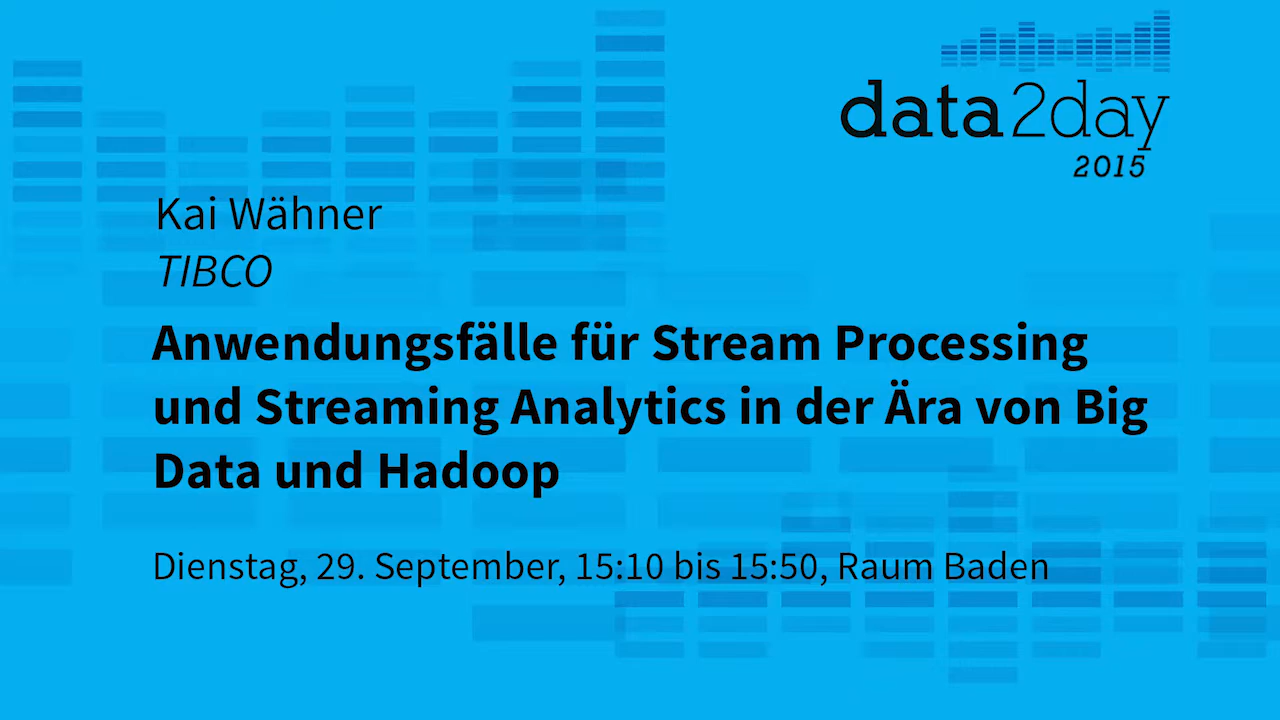 data2day
2015
Kai Wähner
TIBCO
Anwendungsfälle für Stream Processing
und Streaming Analytics in der Ära von Big
Data und Hadoop
Dienstag, 29. September, 15:10 bis 15:50, Raum Baden